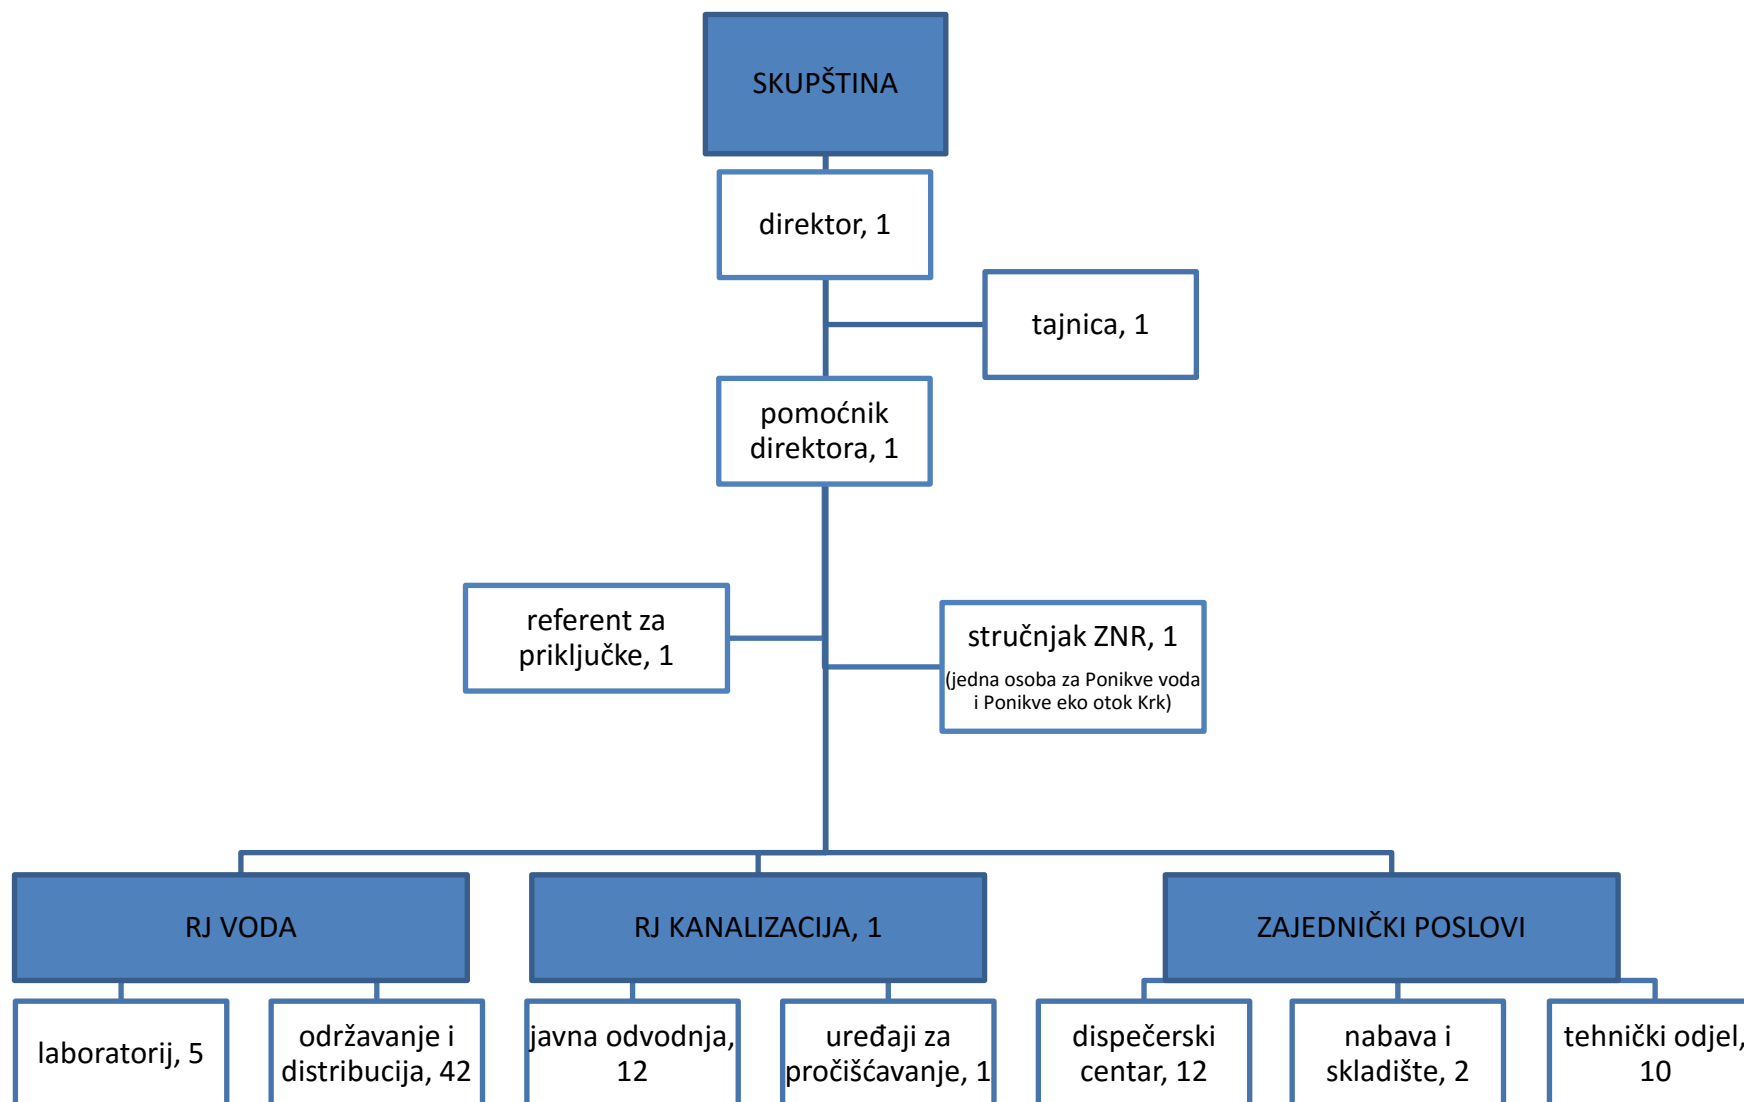 SKUPŠTINA
direktor, 1
tajnica, 1
pomoćnik
direktora, 1
referent za
priključke, 1
stručnjak ZNR, 1
(jedna osoba za Ponikve voda
i Ponikve eko otok Krk)
RJ VODA
RJ KANALIZACIJA, 1
ZAJEDNIČKI POSLOVI
laboratorij, 5
održavanje i
distribucija, 42
javna odvodnja,
12
uređaji za
pročišćavanje, 1
dispečerski
centar, 12
nabava i
skladište, 2
tehnički odjel,
10